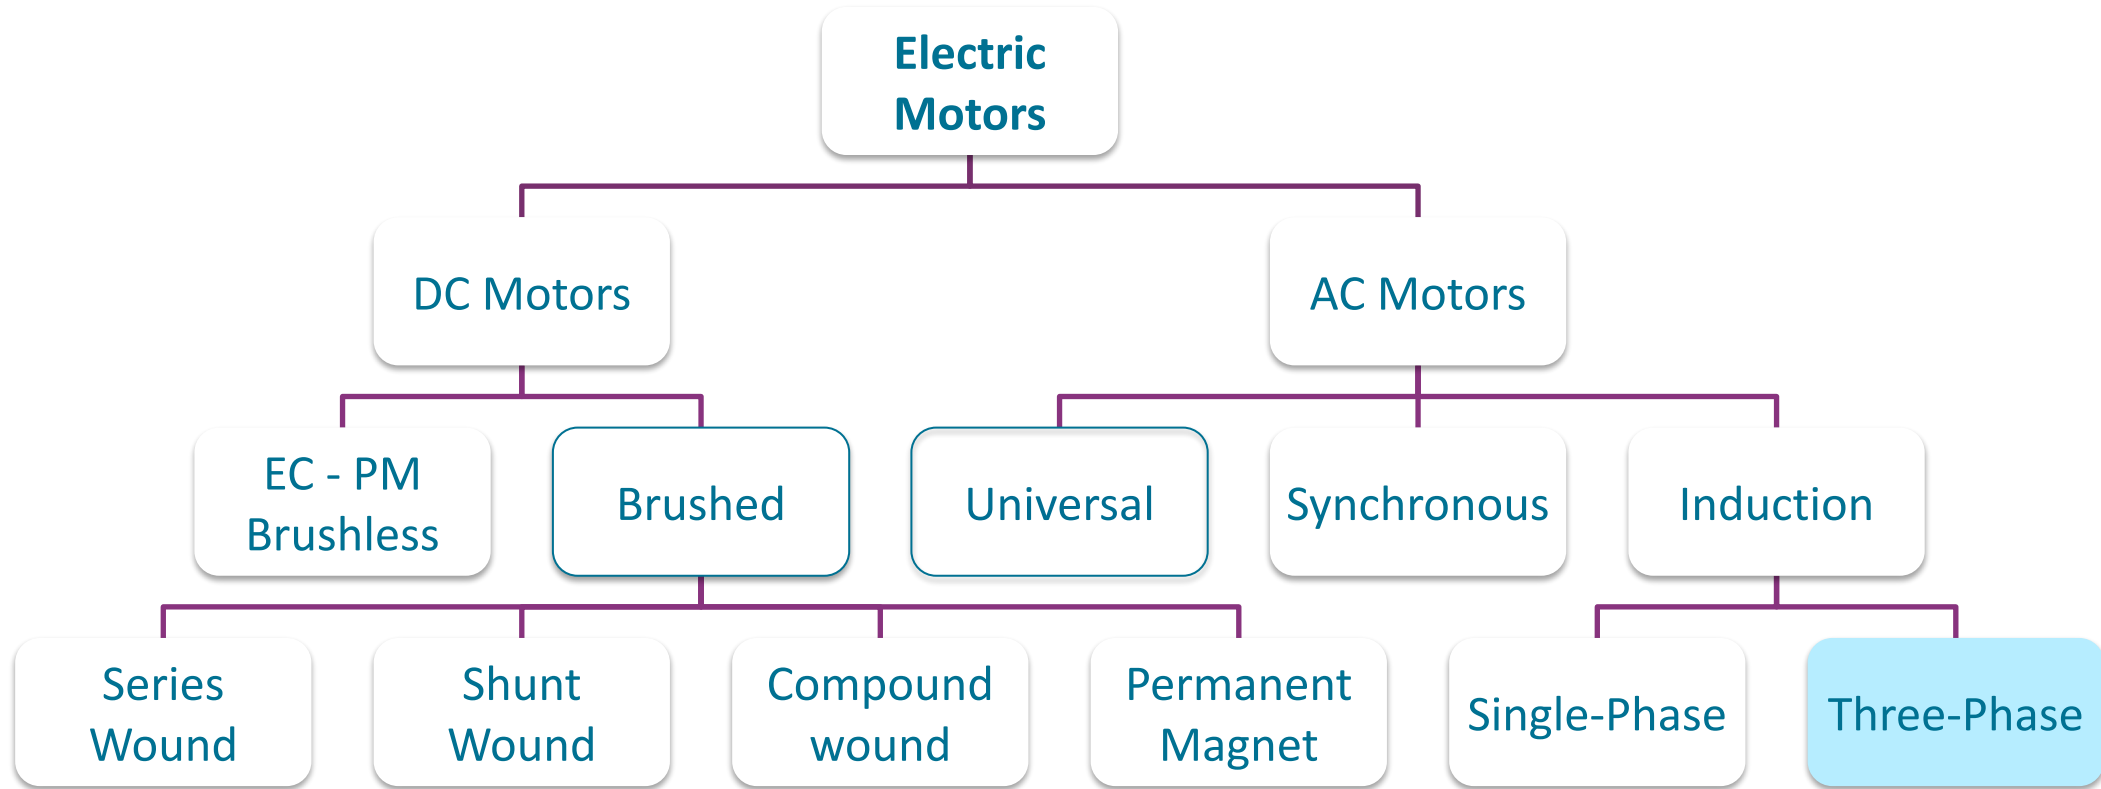 Electric
Motors
DC Motors
AC Motors
EC - PM
Brushless
Brushed
Universal
Synchronous
Induction
Series
Wound
Shunt
Wound
Compound
wound
Permanent
Magnet
Single-Phase
Three-Phase